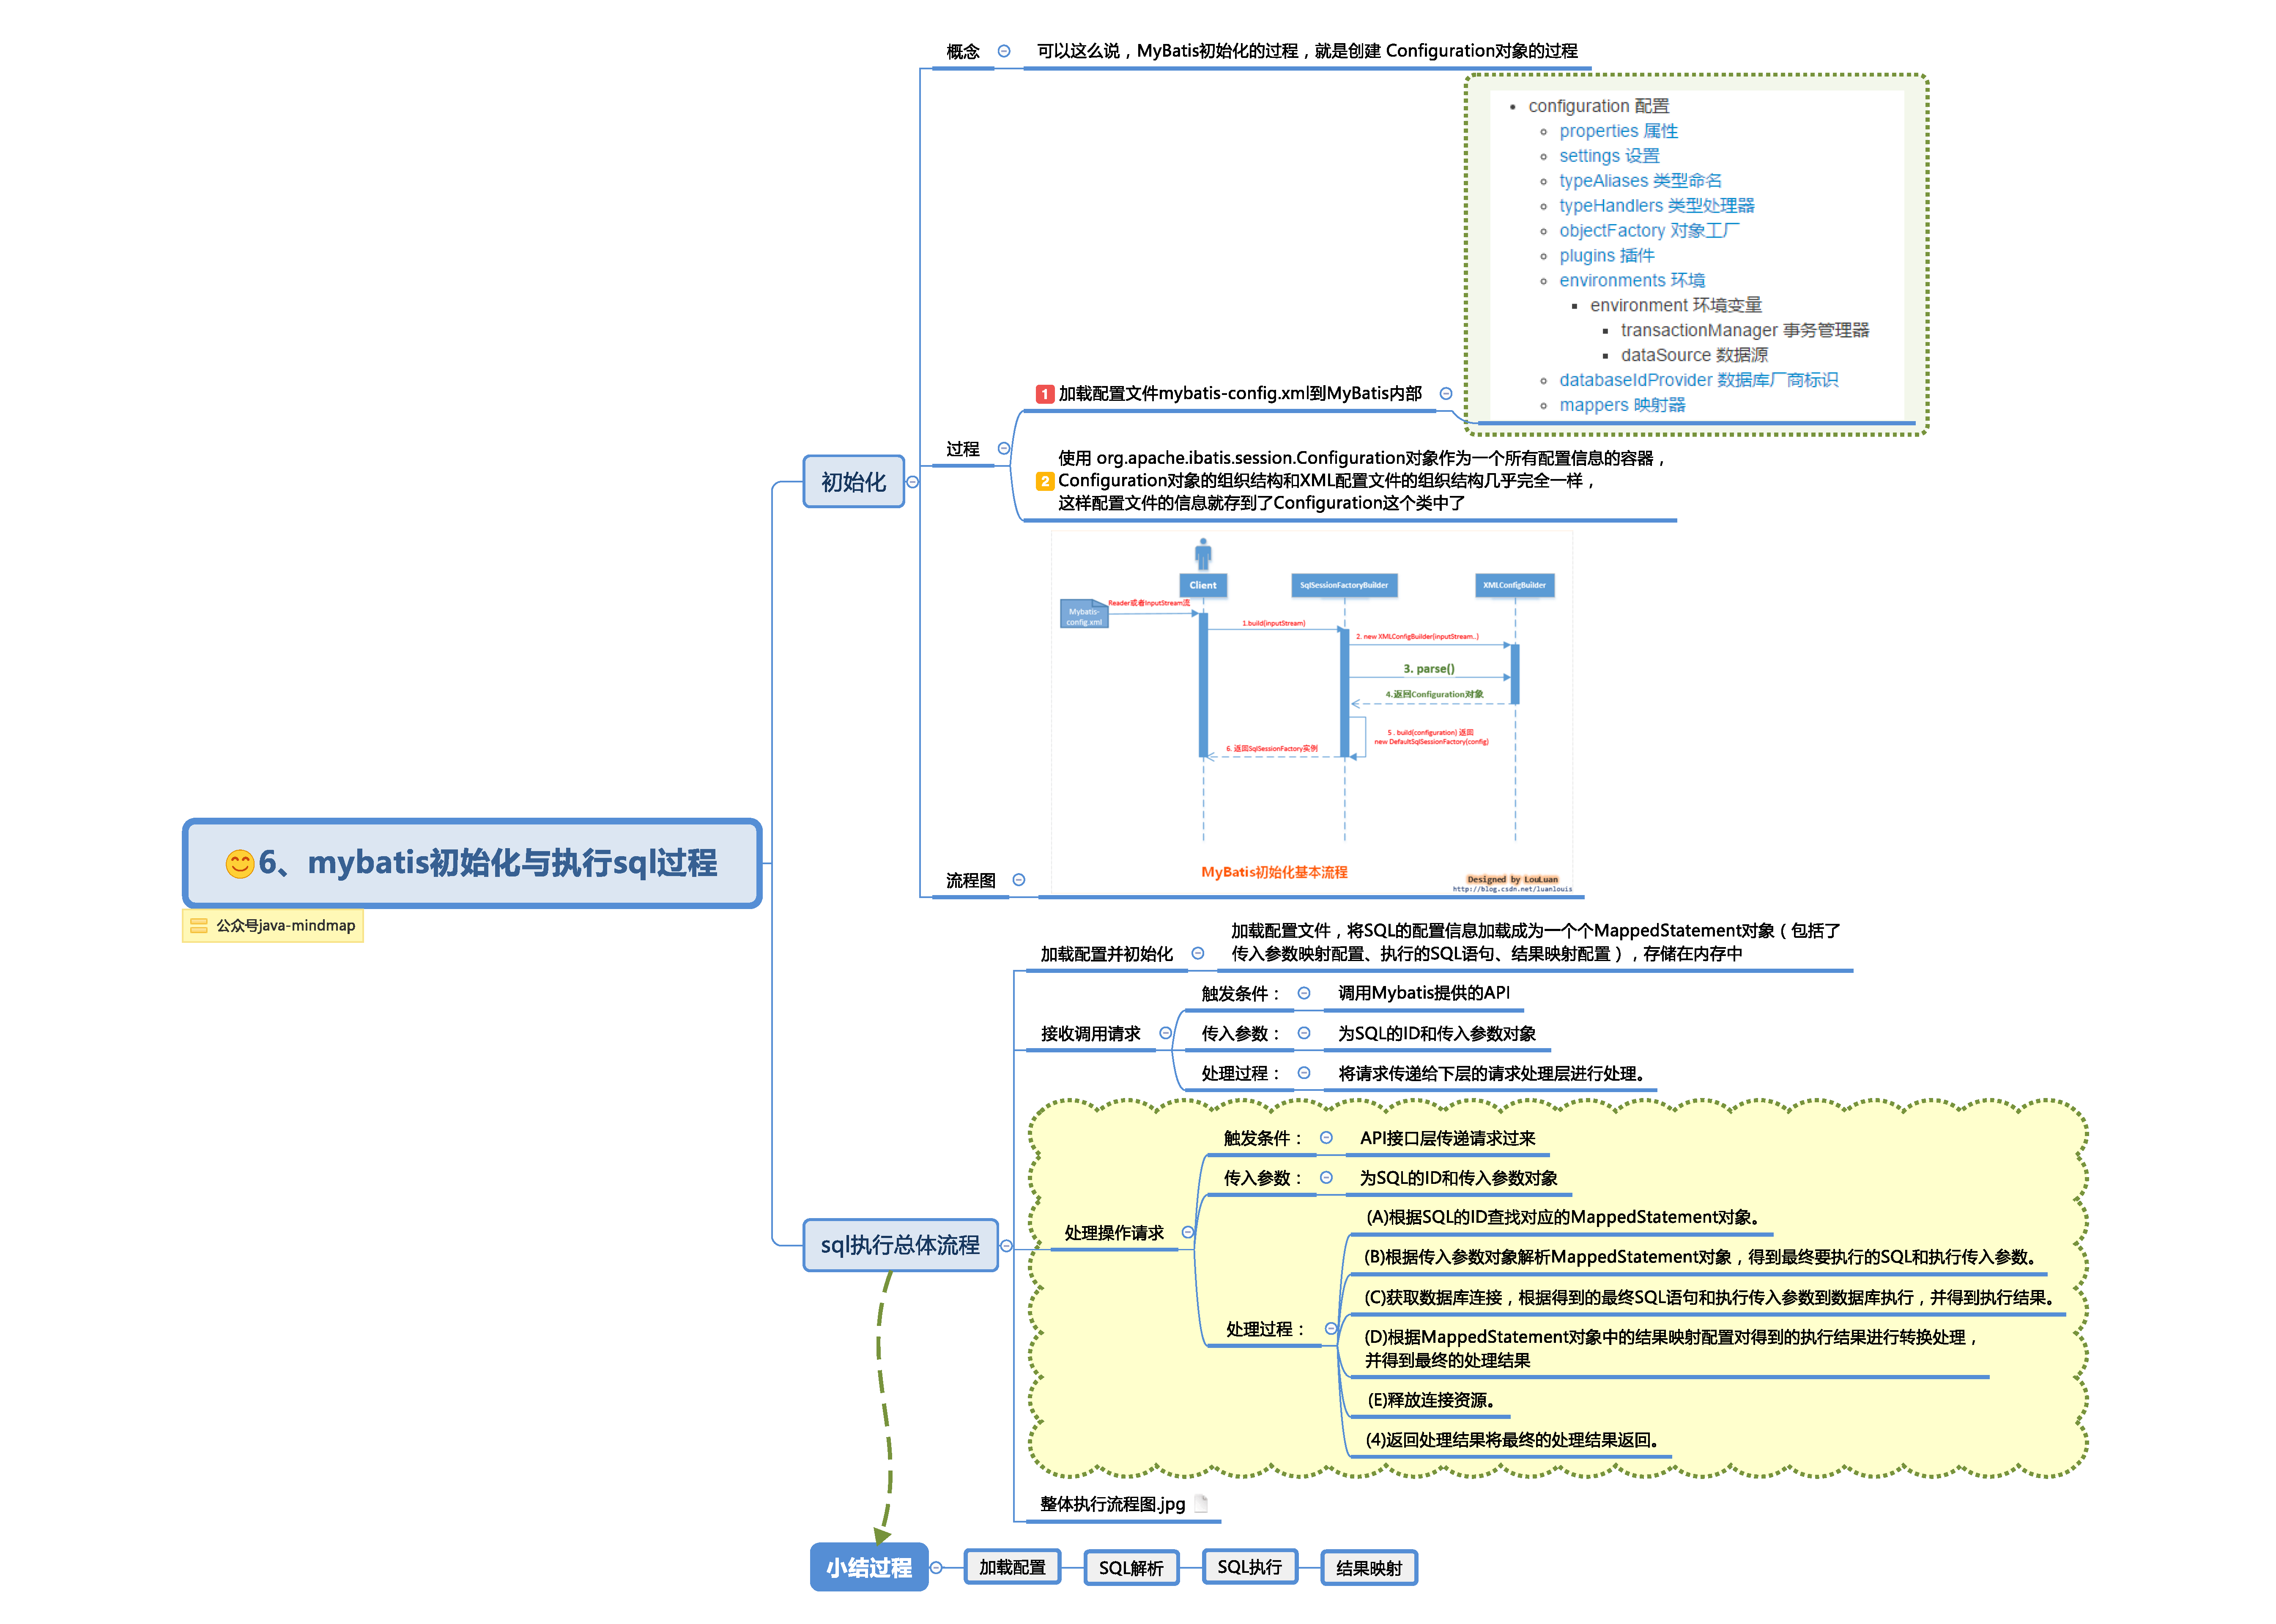 概念
可以这么说，MyBatis初始化的过程，就是创建 Configuration对象的过程
configuration 配置
properties 属性
settings 设置
typeAliases 类型命名
typeHandlers 类型处理器
objectFactory 对象工厂
plugins 插件
environments 环境
environment 环境变量
transactionManager 事务管理器
dataSource 数据源
databaseIdProvider 数据库厂商标识
mappers 映射器
1 加载配置文件mybatis-config.xml到MyBatis内部
过程
2 使用 org.apache.ibatis.session.Configuration对象作为一个所有配置信息的容器，
Configuration对象的组织结构和XML配置文件的组织结构几乎完全一样，
这样配置文件的信息就存到了Configuration这个类中了
初始化
Client
SqlSessionFactoryBuilder
XMLConfigBuilder
Mybatis-
config.xml
Reader或者InputStream流
1.build(inputStream)
2. new XMLConfigBuilder(inputStream..)
3. parse()
4.返回Configuration对象
5 . build(configuration) 返回
new DefaultSqlSessionFactory(config)
6. 返回SqlSessionFactory实例
MyBatis初始化基本流程
Designed by LouLuan
http://blog.csdn.net/luanlouis
流程图
6、mybatis初始化与执行sql过程
公众号java-mindmap
加载配置并初始化
加载配置文件，将SQL的配置信息加载成为一个个MappedStatement对象（包括了
传入参数映射配置、执行的SQL语句、结果映射配置），存储在内存中
接收调用请求
触发条件：
调用Mybatis提供的API
传入参数：
为SQL的ID和传入参数对象
处理过程：
将请求传递给下层的请求处理层进行处理。
sql执行总体流程
处理操作请求
触发条件：
API接口层传递请求过来
传入参数：
为SQL的ID和传入参数对象
处理过程：
(A)根据SQL的ID查找对应的MappedStatement对象。
(B)根据传入参数对象解析MappedStatement对象，得到最终要执行的SQL和执行传入参数。
(C)获取数据库连接，根据得到的最终SQL语句和执行传入参数到数据库执行，并得到执行结果。
(D)根据MappedStatement对象中的结果映射配置对得到的执行结果进行转换处理，
并得到最终的处理结果
(E)释放连接资源。
(4)返回处理结果将最终的处理结果返回。
整体执行流程图.jpg
小结过程
加载配置
SQL解析
SQL执行
结果映射